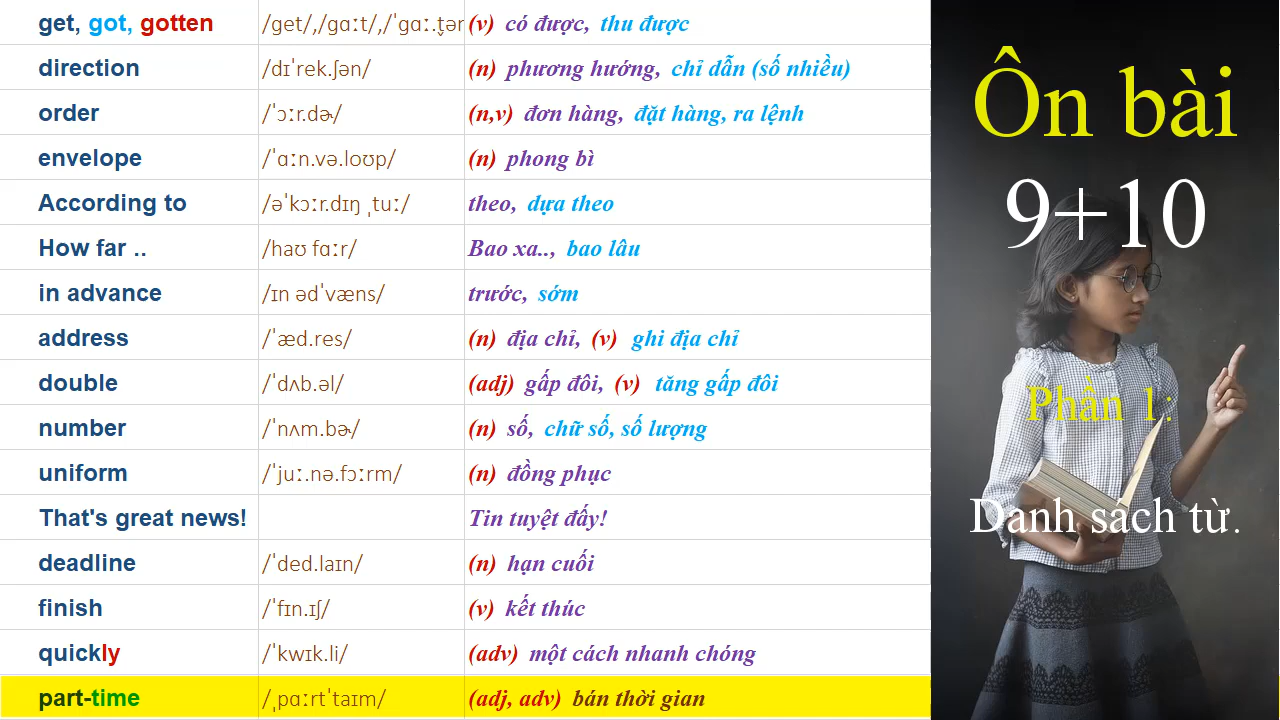 get, got, gotten /ɡet/,/ɡɑːt/,/ˈɡɑː.t̬ən (v) có được, thu được
direction /dɪˈrek.ʃən/ (n) phương hướng, chỉ dẫn (số nhiều)
order /ˈɔːr.dɚ/ (n,v) đơn hàng, đặt hàng, ra lệnh
envelope /ˈɑːn.və.loʊp/ (n) phong bì
According to /əˈkɔːr.dɪŋ ˌtuː/ theo, dựa theo
How far .. /haʊ fɑːr/ Bao xa.., bao lâu
in advance /ɪn ədˈvæns/ trước, sớm
address /ˈæd.res/ (n) địa chỉ, (v) ghi địa chỉ
double /ˈdʌb.əl/ (adj) gấp đôi, (v) tăng gấp đôi
number /ˈnʌm.bɚ/ (n) số, chữ số, số lượng
uniform /ˈjuː.nə.fɔːrm/ (n) đồng phục
That's great news! Tin tuyệt đấy!
deadline /ˈded.laɪn/ (n) hạn cuối
finish /ˈfɪn.ɪʃ/ (v) kết thúc
quickly /ˈkwɪk.li/ (adv) một cách nhanh chóng
part-time /ˌpɑːrtˈtaɪm/ (adj, adv) bán thời gian
Ôn bài
9+10
Phần 1:
Danh sách từ.